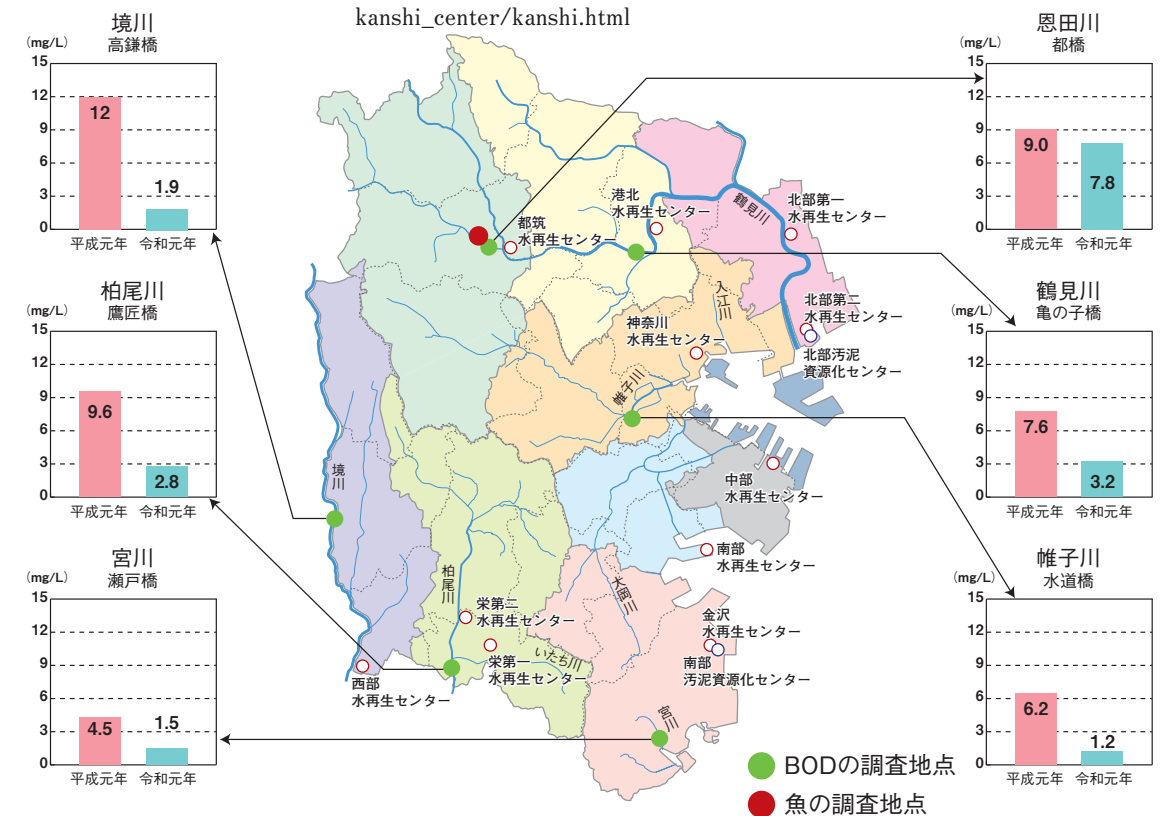 kanshi_center/kanshi.html
境川
高鎌橋
(mg/L)
15
12
9
6
3
0
12
1.9
平成元年 令和元年
柏尾川
鷹匠橋
(mg/L)
15
12
9
6
3
0
9.6
2.8
平成元年 令和元年
宮川
瀬戸橋
(mg/L)
15
12
9
6
3
0
4.5
1.5
平成元年 令和元年
恩田川
都橋
(mg/L)
15
12
9
6
3
0
9.0
7.8
平成元年 令和元年
鶴見川
亀の子橋
(mg/L)
15
12
9
6
3
0
7.6
3.2
平成元年 令和元年
帷子川
水道橋
(mg/L)
15
12
9
6
3
0
6.2
1.2
平成元年 令和元年
港北
水再生センター
鶴見川
北部第一
水再生センター
都筑
水再生センター
入江川
北部第二
水再生センター
神奈川
水再生センター
北部汚泥
資源化センター
帷子川
境川
中部
水再生センター
南部
水再生センター
柏尾川
大岡川
栄第二
水再生センター
金沢
水再生センター
いたち川
栄第一
水再生センター
南部
汚泥資源化センター
西部
水再生センター
宮川
BODの調査地点
魚の調査地点